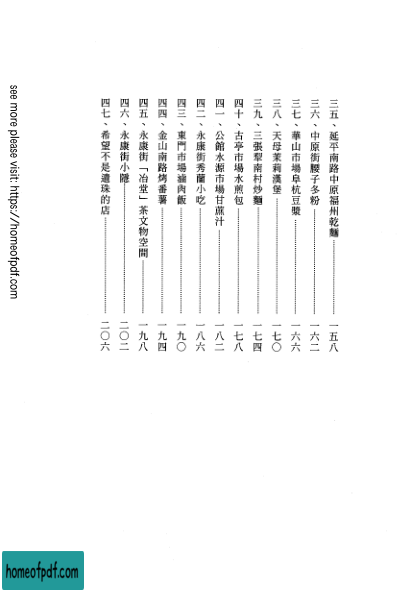 三五、延平南路中原福州乾麵……一五八
三六、中原街腰子多粉……一六二
三七、華山市場阜杭豆漿……一六六
三八、天母茉莉漢堡……一七〇
三九、三張犁南村炒麵……一七四
四十、古亭市場水煎包……一七八
四一、公館水源市場甘蔗汁……一八二
四二、永康街秀蘭小吃……一八六
四三、東門市場滷肉飯……一九〇
四四、金山南路烤番薯……一九四
四五、永康街「冶堂」茶文物空間……一九八
四六、永康街小隱……二〇二
四七、希望不是遺珠的店……二〇六
see more please visit: https://homeofpdf.com
homeofpdf.com